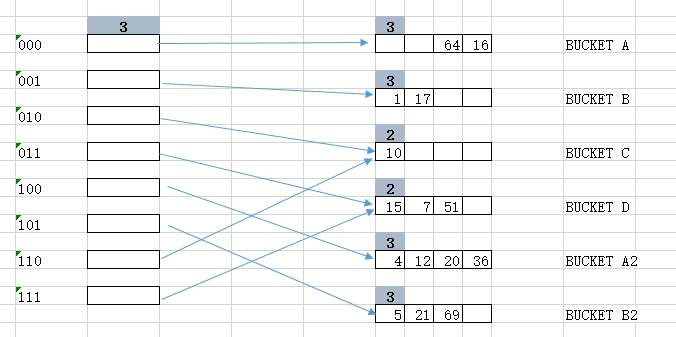 3 3
000 64 16 BUCKET A
3
001
1 17 BUCKET B
010
2
011 10 BUCKET C
100 2
15 7 51 BUCKET D
101
3
110 4 12 20 36 BUCKET A2
111 3
5 21 69 BUCKET B2